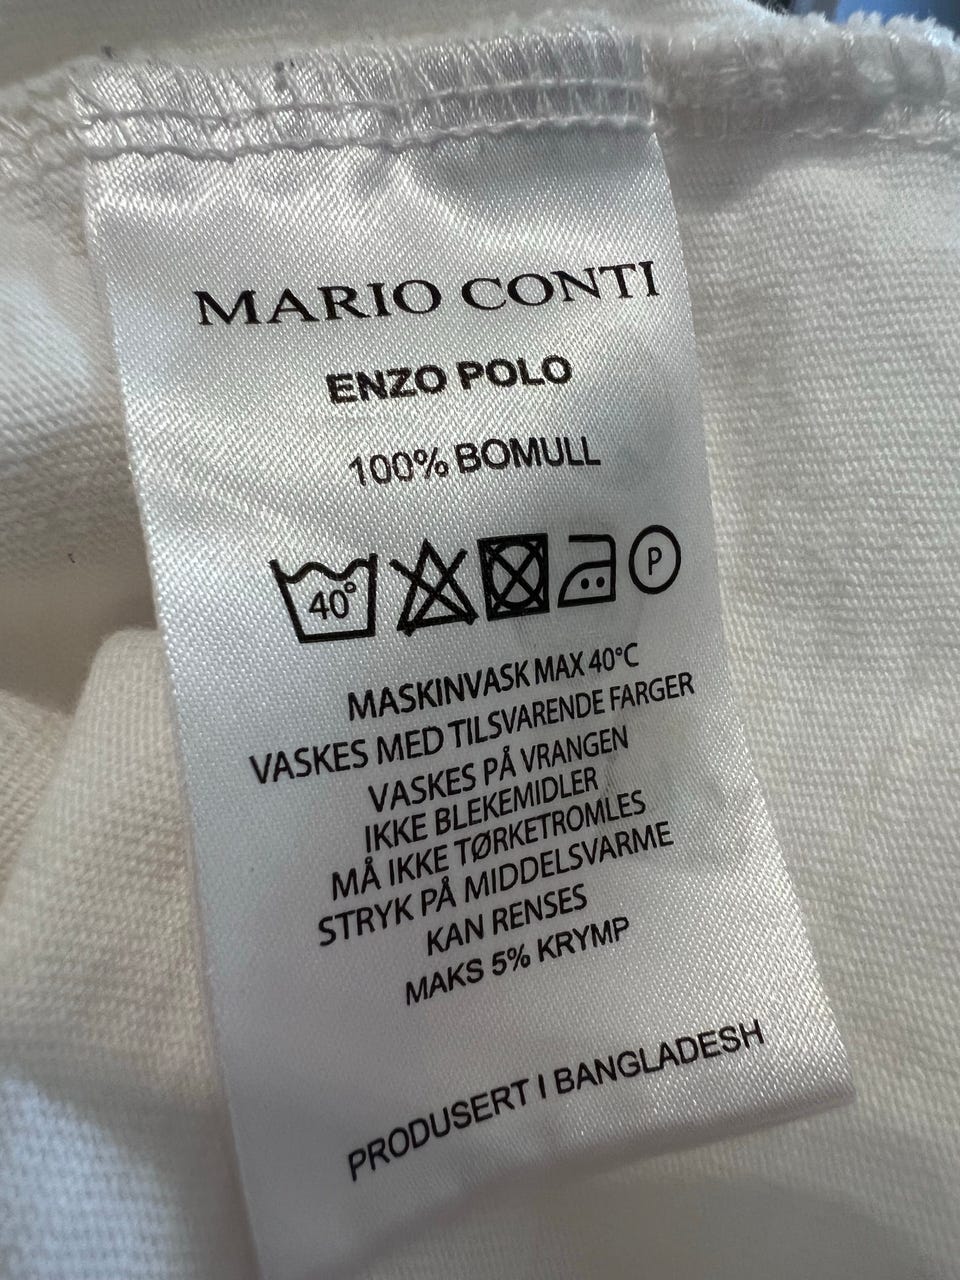 MARIO CONTI
ENZO POLO
100% BOMULL
40° P
MASKINVASK MAX 40°C
VASKES MED TILSVARENDE FARGER
VASKES PÅ VRANGEN
IKKE BLEKEMIDLER
MÅ IKKE TØRKETROMLES
STRYK PÅ MIDDELSVARME
KAN RENSES
MAKS 5% KRYMP
PRODUSERT I BANGLADESH